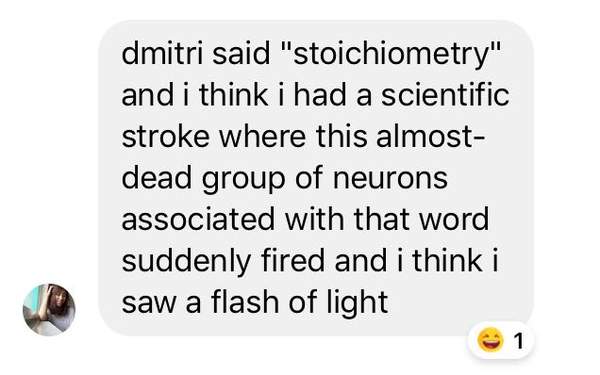 dmitri said "stoichiometry"
and i think i had a scientific
stroke where this almost-
dead group of neurons
associated with that word
suddenly fired and i think i
saw a flash of light
1